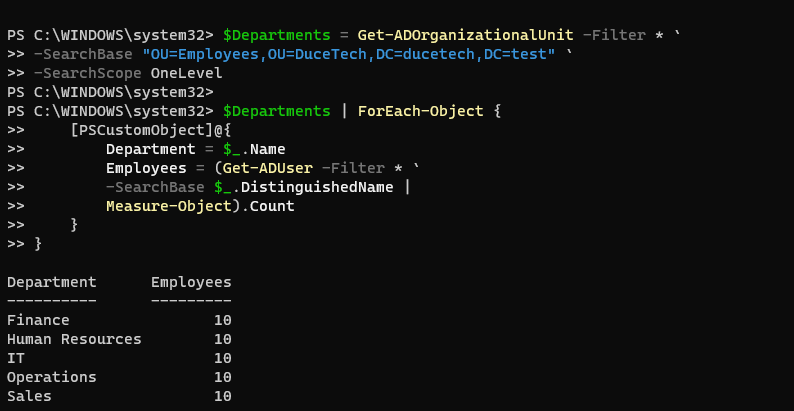 PS C:\WINDOWS\system32> $Departments = Get-ADOrganizationalUnit -Filter * `
>> -SearchBase "OU=Employees,OU=DuceTech,DC=ducetech,DC=test" `
>> -SearchScope OneLevel
PS C:\WINDOWS\system32>
PS C:\WINDOWS\system32> $Departments | ForEach-Object {
>>     [PSCustomObject]@{
>>         Department = $_.Name
>>         Employees = (Get-ADUser -Filter * `
>>         -SearchBase $_.DistinguishedName |
>>         Measure-Object).Count
>>     }
>> }

Department      Employees
----------      ---------
Finance                10
Human Resources        10
IT                     10
Operations             10
Sales                  10